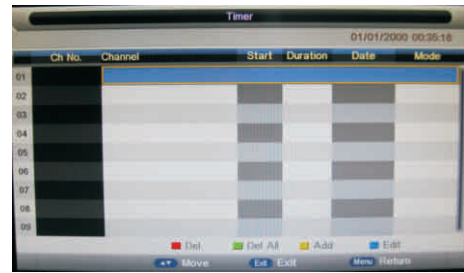 Timer
01/01/2000 00:35:16
Ch No. Channel Start Duration Date Mode
01
02
03
04
05
06
07
08
09
Del Del All Add Edit
Move Exit Exit Menu Return